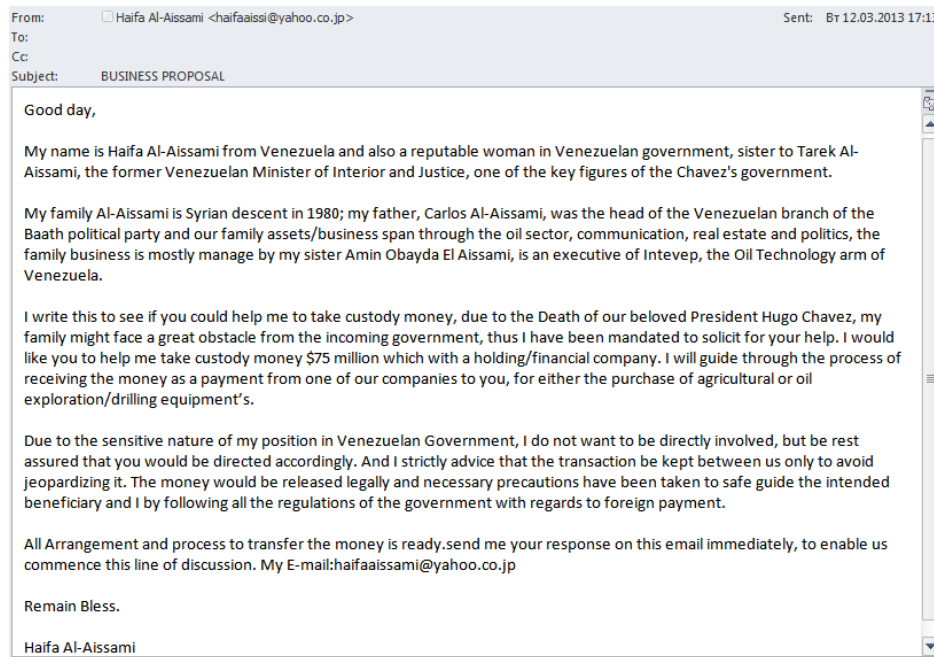 From: Haifa Al-Aissami <haifaaissi@yahoo.co.jp> Sent: Вт 12.03.2013 17:13
To:
Cc:
Subject: BUSINESS PROPOSAL
Good day,
My name is Haifa Al-Aissami from Venezuela and also a reputable woman in Venezuelan government, sister to Tarek Al-
Aissami, the former Venezuelan Minister of Interior and Justice, one of the key figures of the Chavez's government.
My family Al-Aissami is Syrian descent in 1980; my father, Carlos Al-Aissami, was the head of the Venezuelan branch of the
Baath political party and our family assets/business span through the oil sector, communication, real estate and politics, the
family business is mostly manage by my sister Amin Obayda El Aissami, is an executive of Intevep, the Oil Technology arm of
Venezuela.
I write this to see if you could help me to take custody money, due to the Death of our beloved President Hugo Chavez, my
family might face a great obstacle from the incoming government, thus I have been mandated to solicit for your help. I would
like you to help me take custody money $75 million which with a holding/financial company. I will guide through the process of
receiving the money as a payment from one of our companies to you, for either the purchase of agricultural or oil
exploration/drilling equipment's.
Due to the sensitive nature of my position in Venezuelan Government, I do not want to be directly involved, but be rest
assured that you would be directed accordingly. And I strictly advice that the transaction be kept between us only to avoid
jeopardizing it. The money would be released legally and necessary precautions have been taken to safe guide the intended
beneficiary and I by following all the regulations of the government with regards to foreign payment.
All Arrangement and process to transfer the money is ready.send me your response on this email immediately, to enable us
commence this line of discussion. My E-mail:haifaaissami@yahoo.co.jp
Remain Bless.
Haifa Al-Aissami